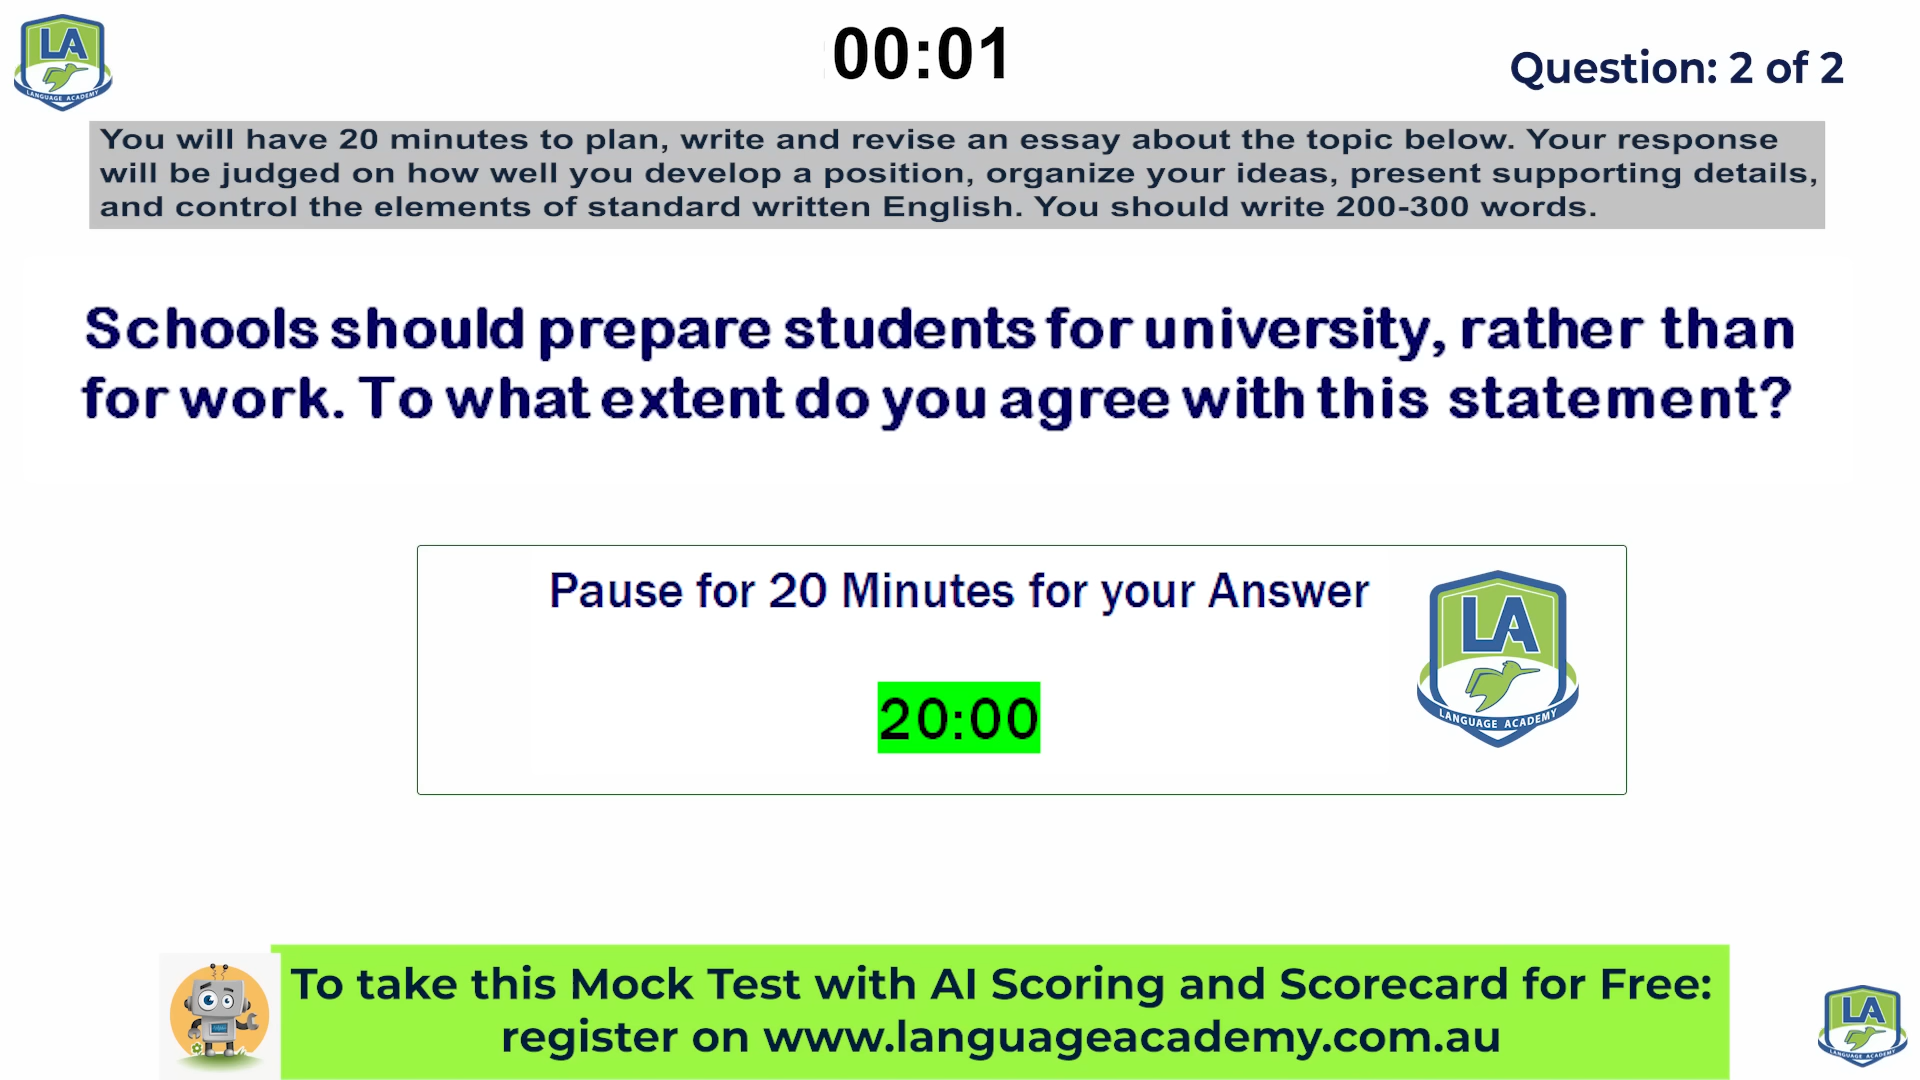 LA
LANGUAGE ACADEMY
00:01
Question: 2 of 2
You will have 20 minutes to plan, write and revise an essay about the topic below. Your response
will be judged on how well you develop a position, organize your ideas, present supporting details,
and control the elements of standard written English. You should write 200-300 words.
Schools should prepare students for university, rather than
for work. To what extent do you agree with this statement?
Pause for 20 Minutes for your Answer
20:00
LA
LANGUAGE ACADEMY
To take this Mock Test with AI Scoring and Scorecard for Free:
register on www.languageacademy.com.au
LA
LANGUAGE ACADEMY